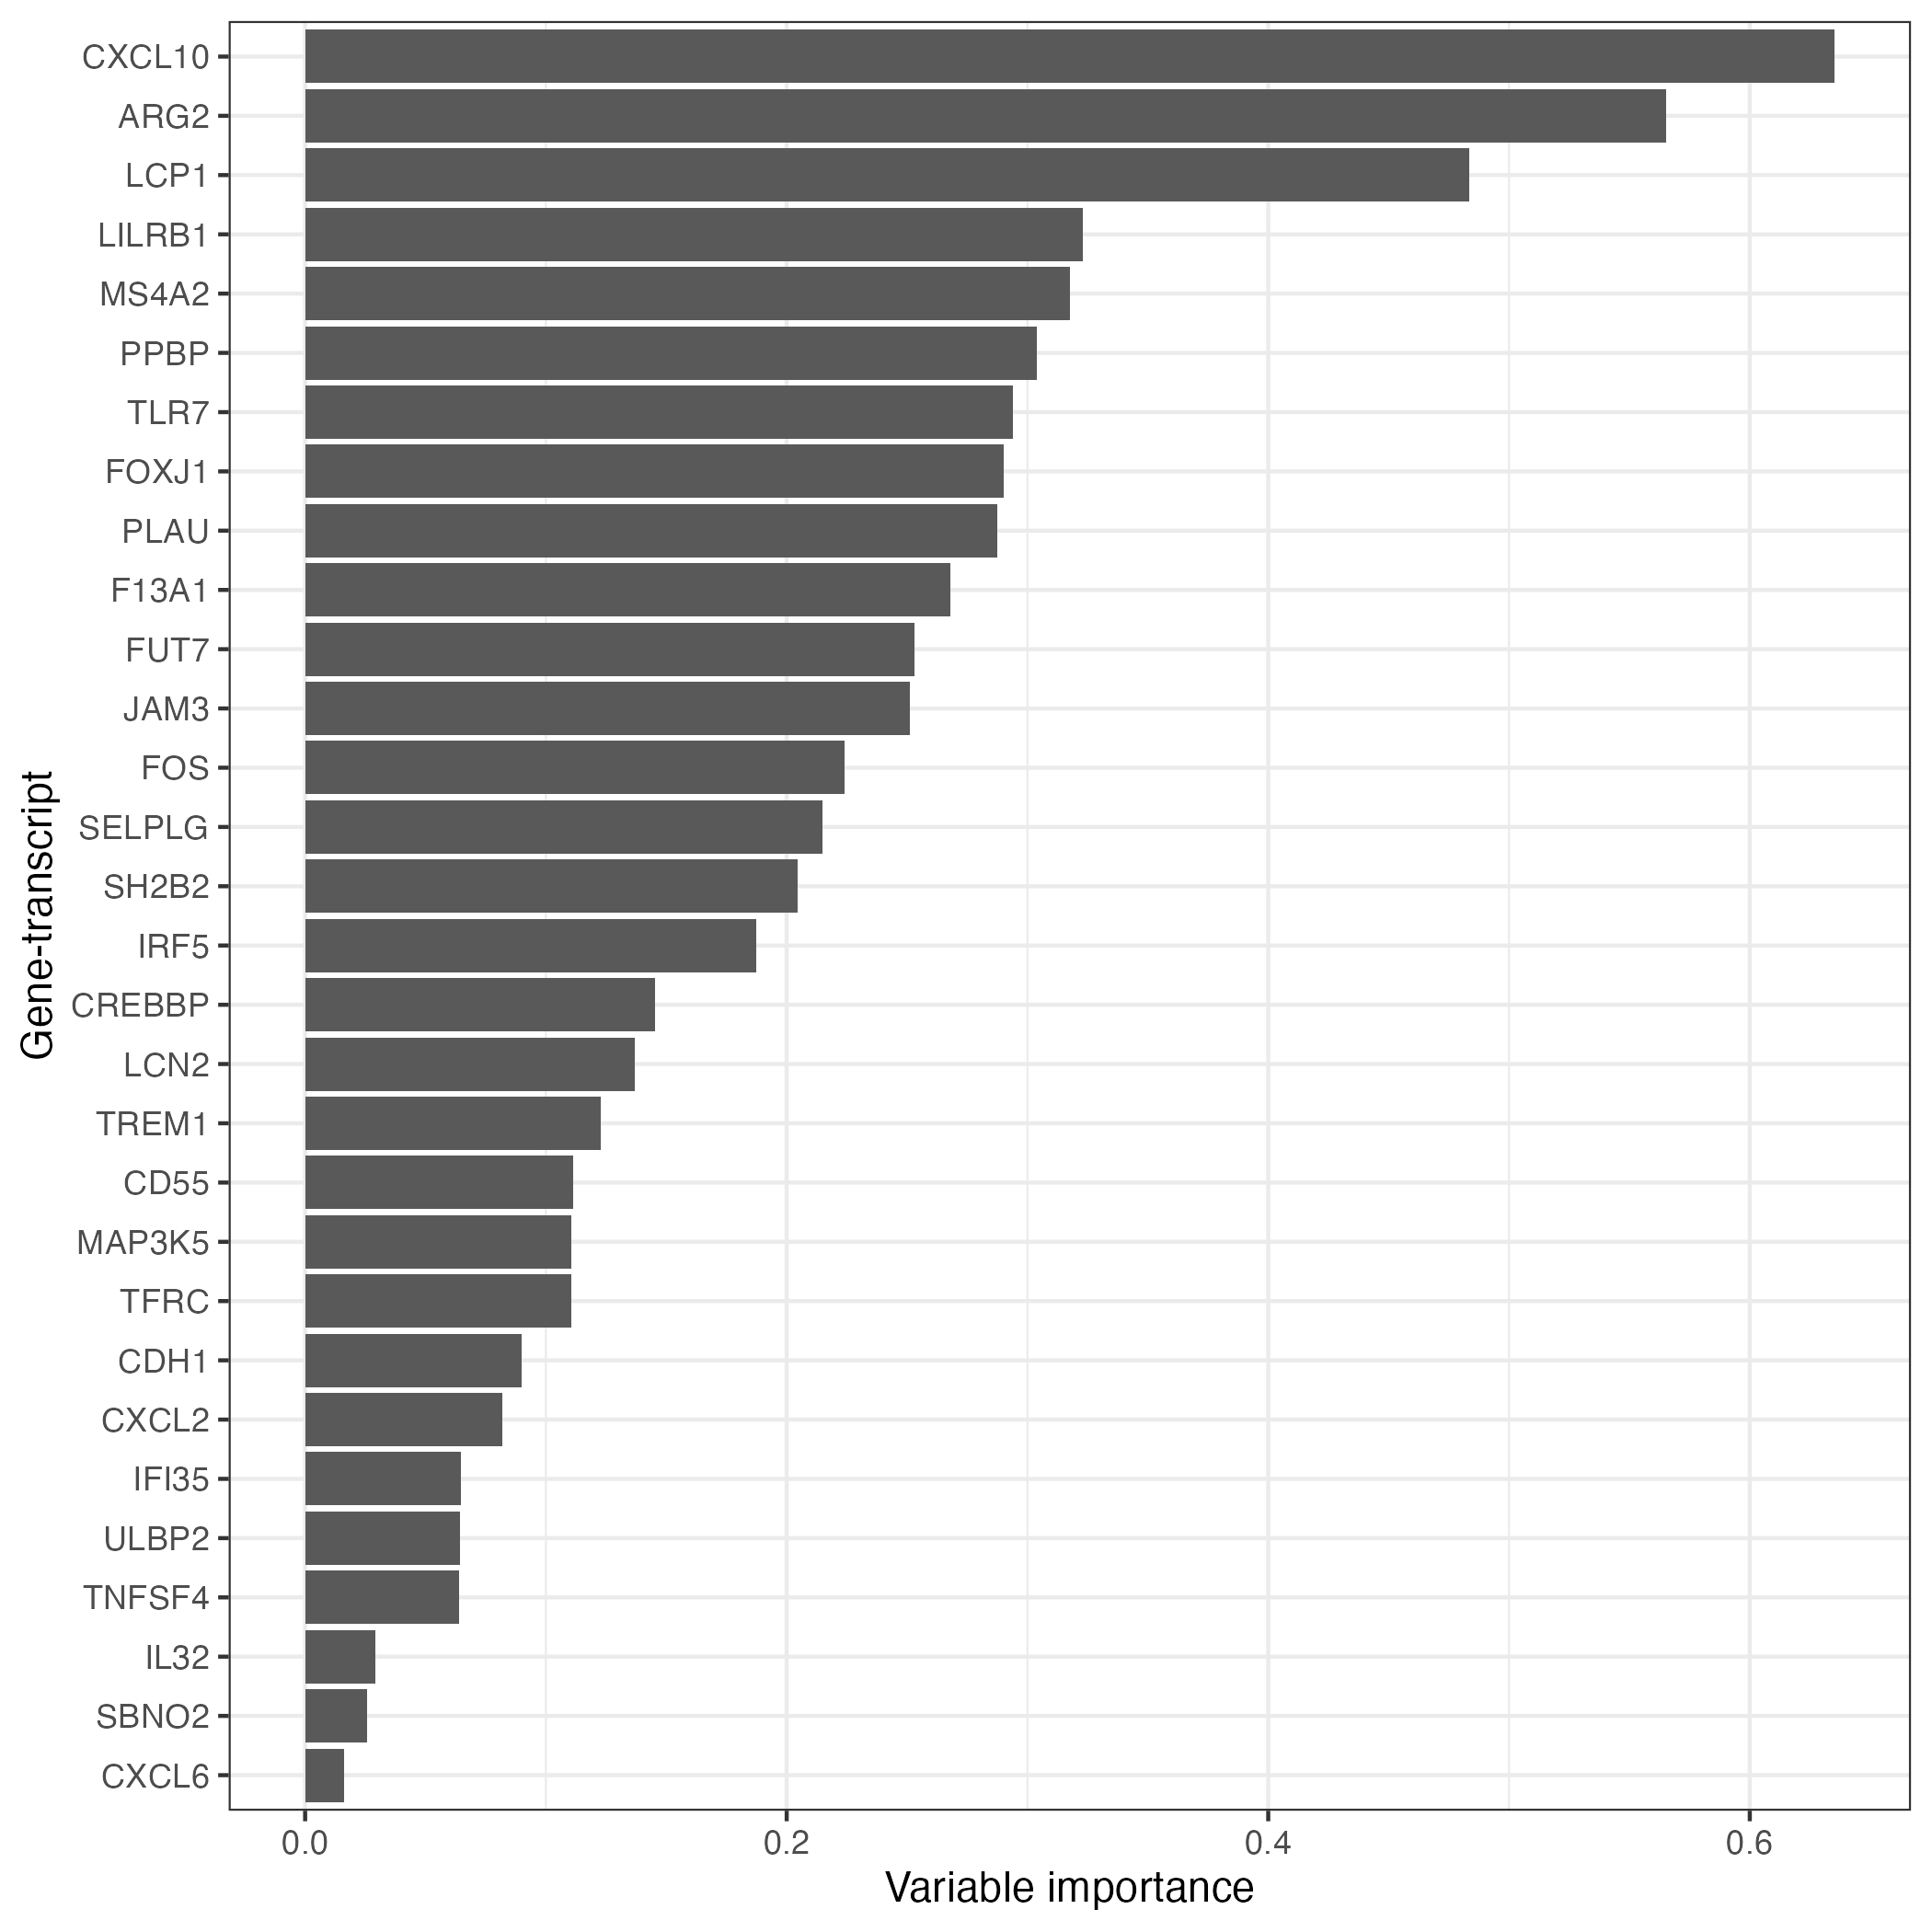 CXCL10
ARG2
LCP1
LILRB1
MS4A2
PPBP
TLR7
FOXJ1
PLAU
F13A1
FUT7
JAM3
FOS
SELPLG
SH2B2
IRF5
CREBBP
LCN2
TREM1
CD55
MAP3K5
TFRC
CDH1
CXCL2
IFI35
ULBP2
TNFSF4
IL32
SBNO2
CXCL6
Gene-transcript
0.0 0.2 0.4 0.6
Variable importance